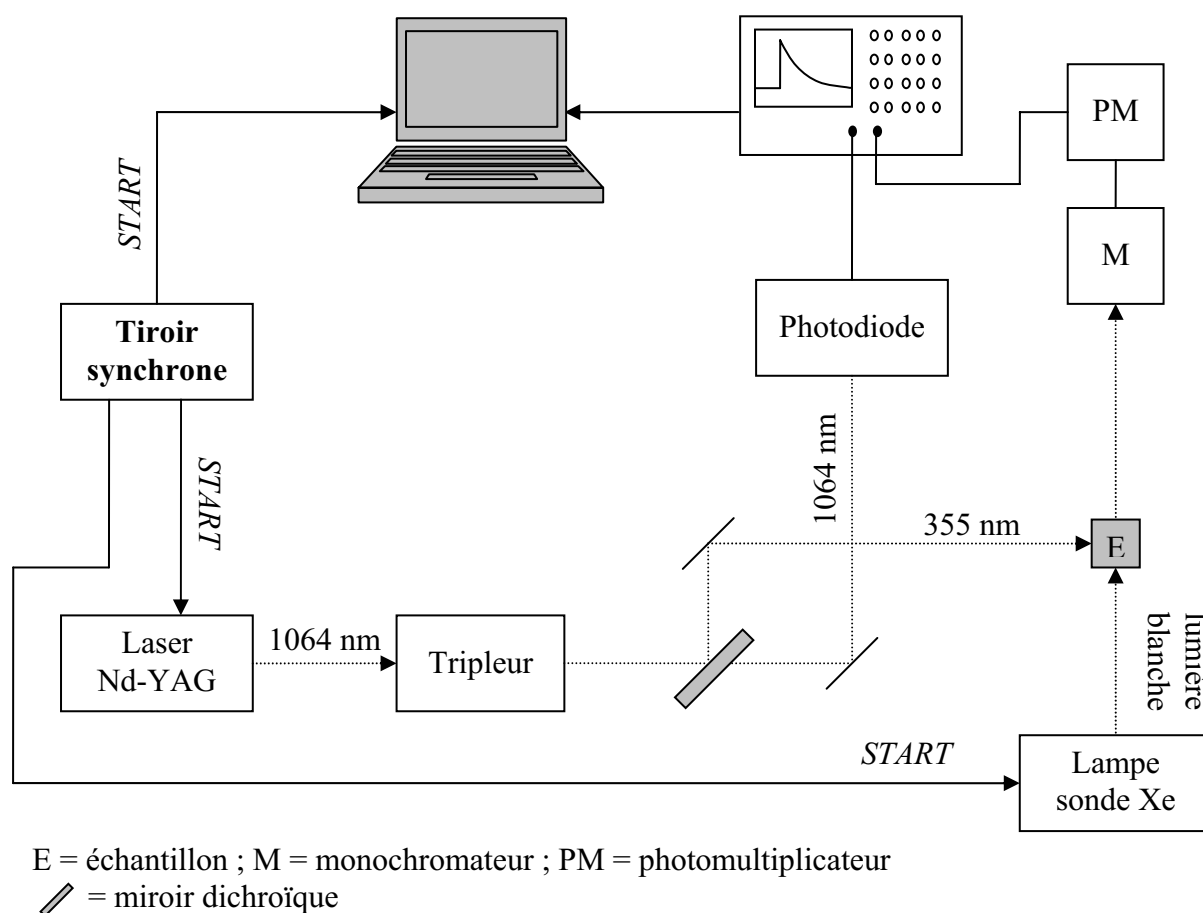 START
PM
M
Tiroir
synchrone
Photodiode
START
1064 nm
355 nm
E
Laser
Nd-YAG
1064 nm
Tripleur
lumière
blanche
START
Lampe
sonde Xe
E = échantillon ; M = monochromateur ; PM = photomultiplicateur
= miroir dichroïque